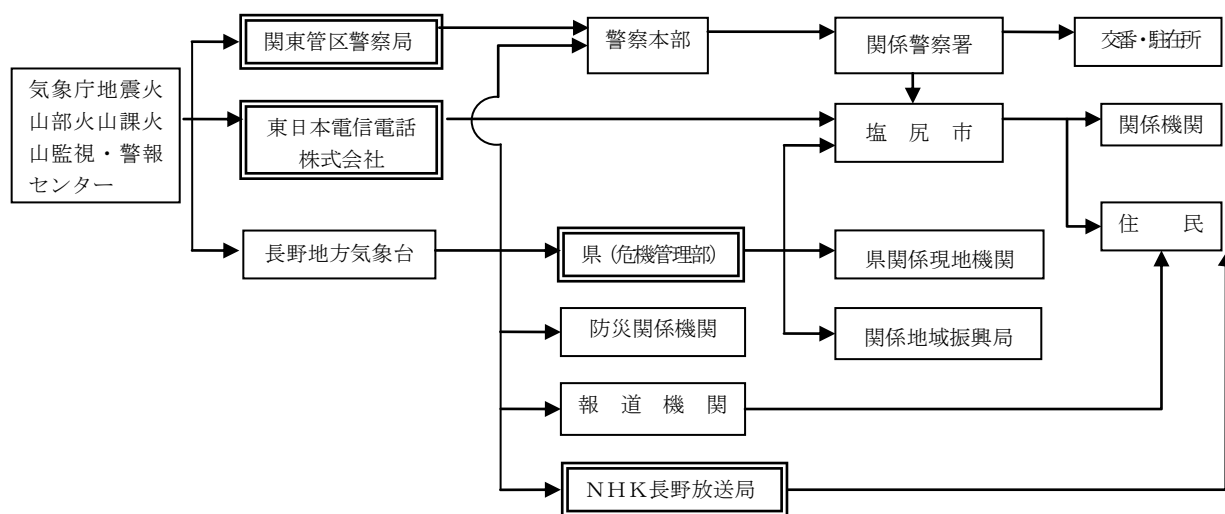 関東管区警察局
警察本部
関係警察署
交番・駐在所
気象庁地震火
山部火山課火
山監視・警報
センター
東日本電信電話
株式会社
塩尻市
関係機関
住民
長野地方気象台
県（危機管理部）
県関係現地機関
防災関係機関
関係地域振興局
報道機関
ＮＨＫ長野放送局